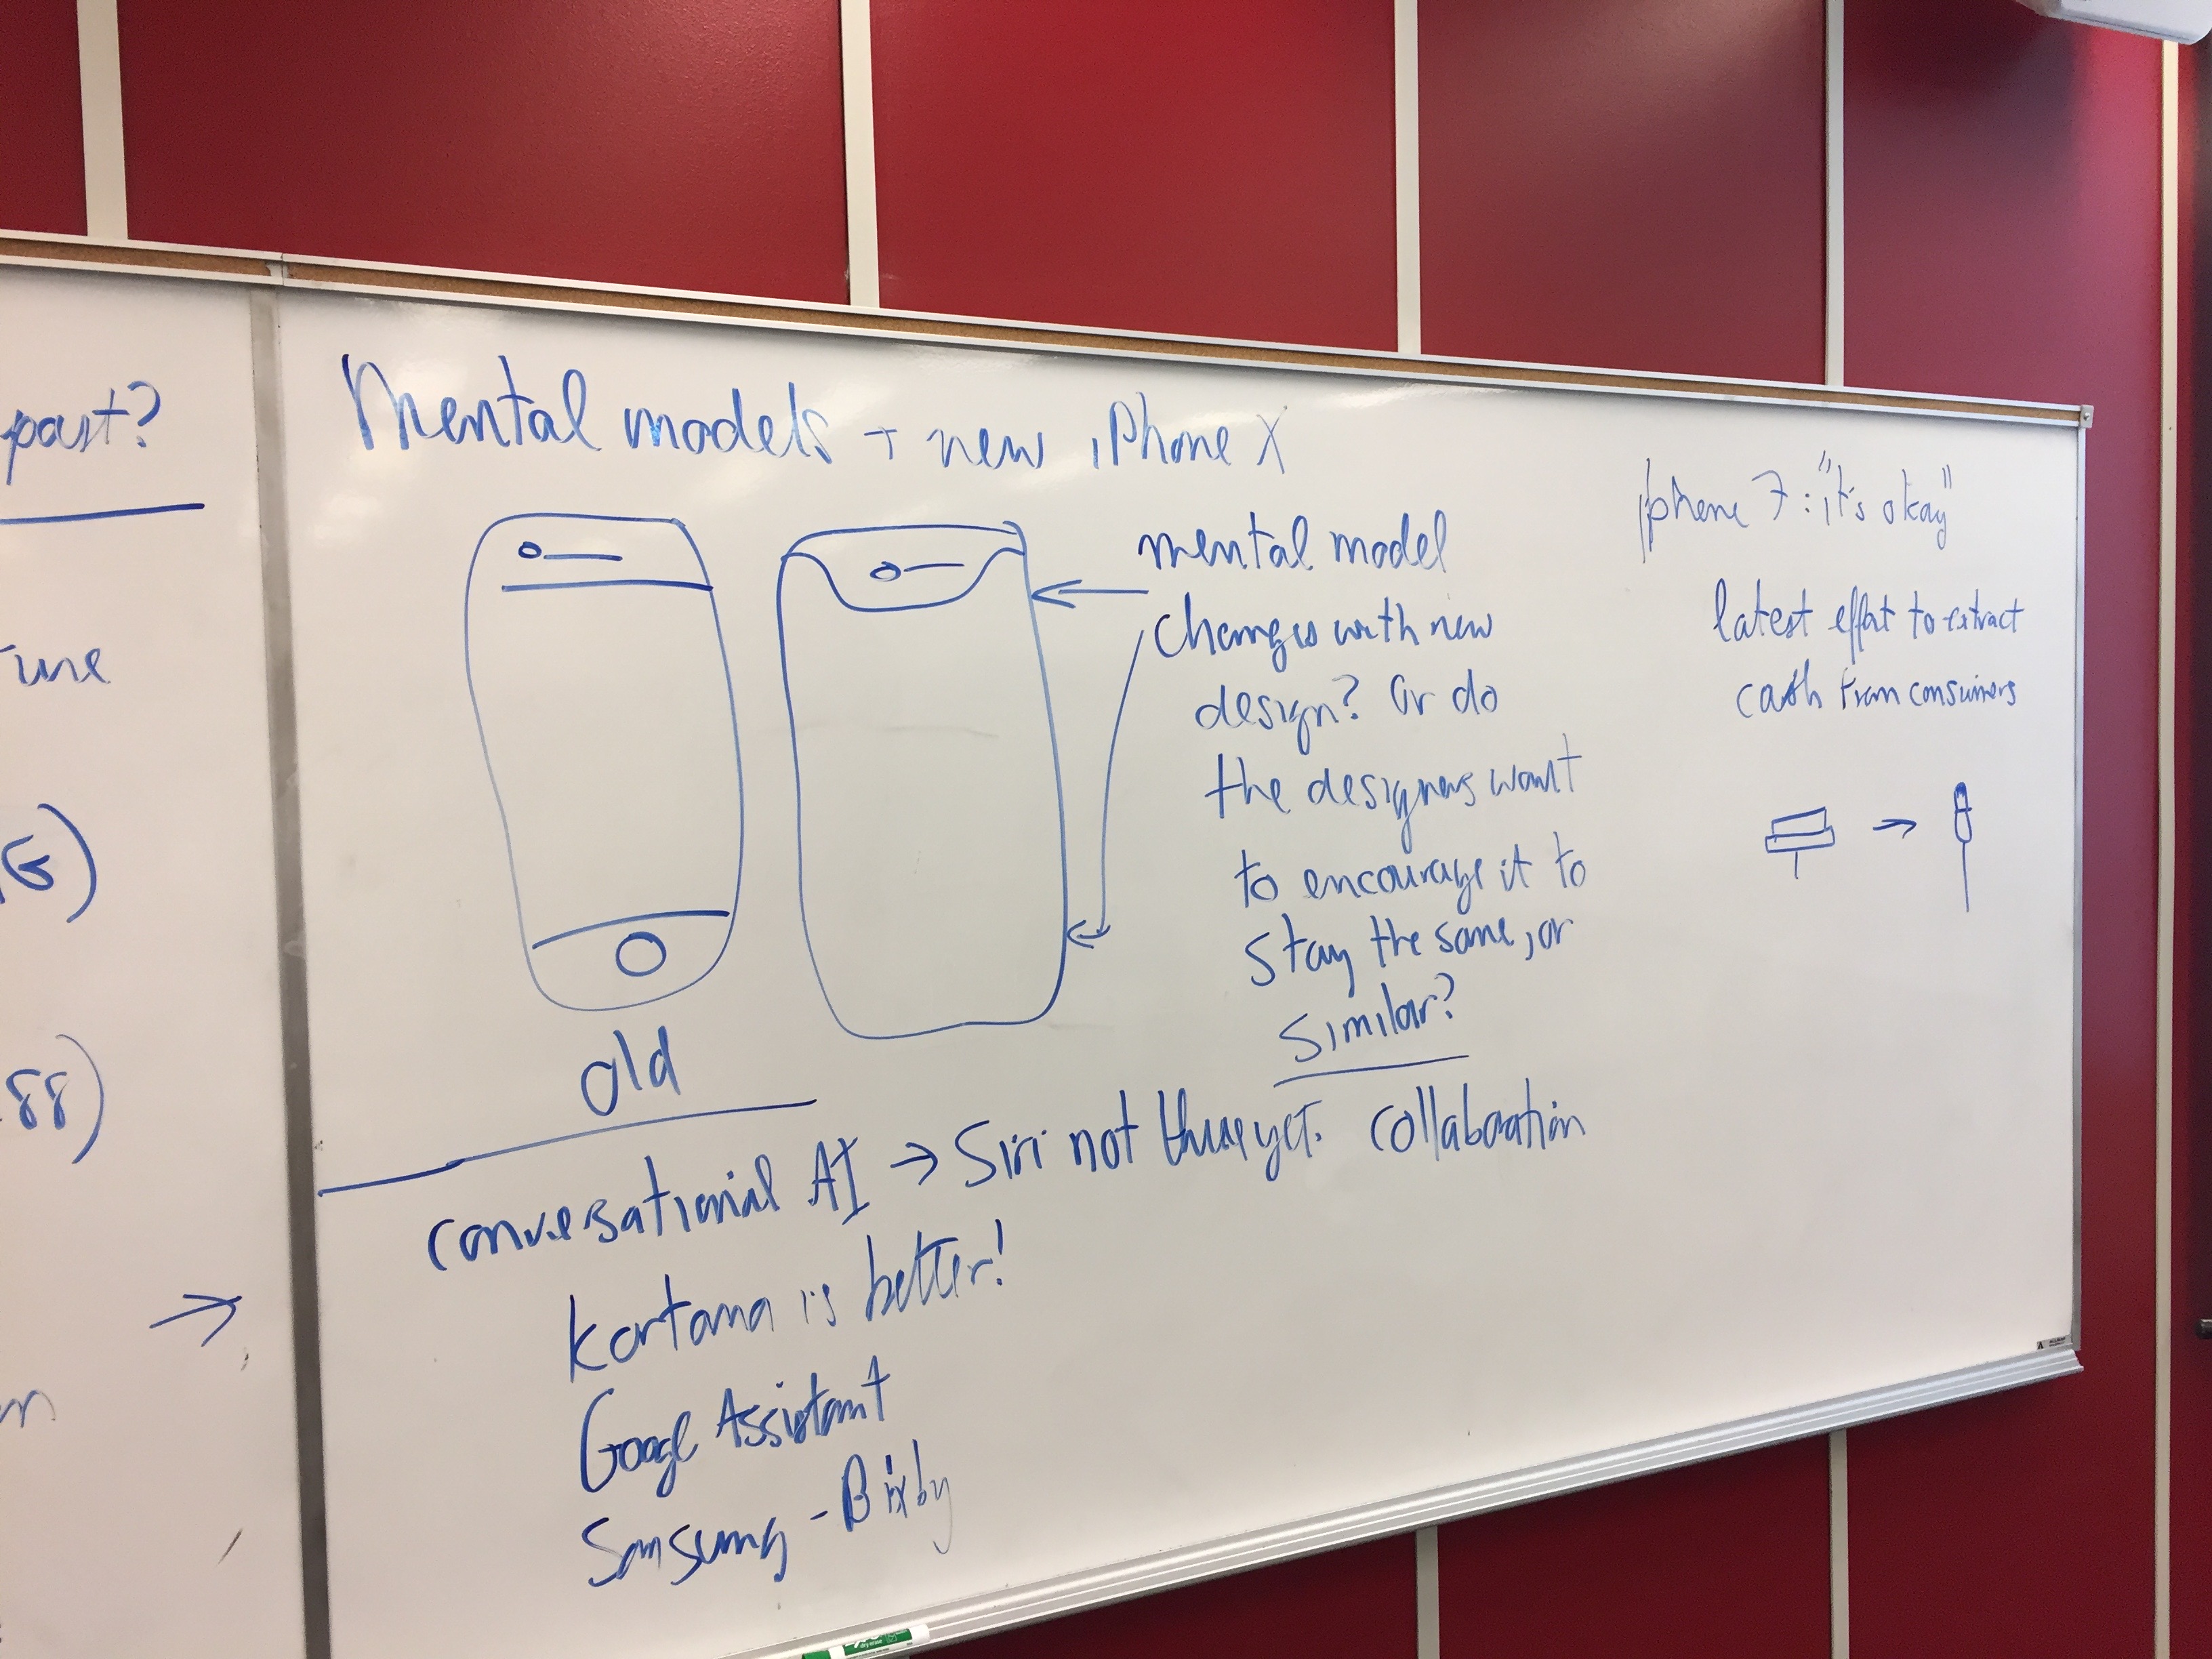 past?
G)
88)
Mental models + new iPhone X
old
mental model
changes with new
design? Or do
the designers want
to encourage it to
stay the same, or
similar?
iphone 7: "it's okay"
latest effort to extract
cash from consumers
conversational AI → Siri not there yet. collaboration
Kortana is better!
Google Assistant
Samsung - Bixby